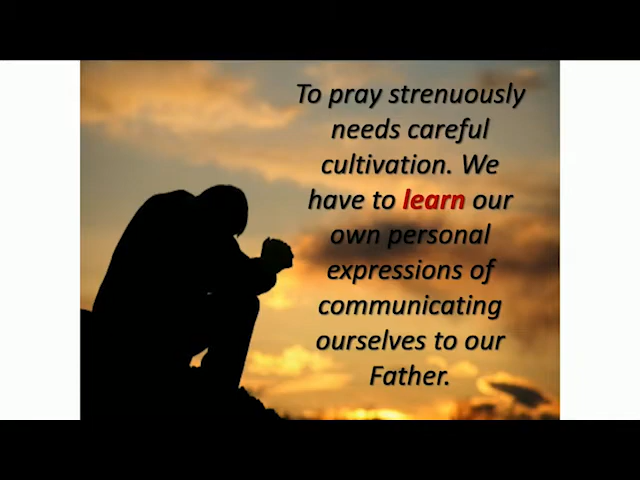 To pray strenuously
needs careful
cultivation. We
have to learn our
own personal
expressions of
communicating
ourselves to our
Father.